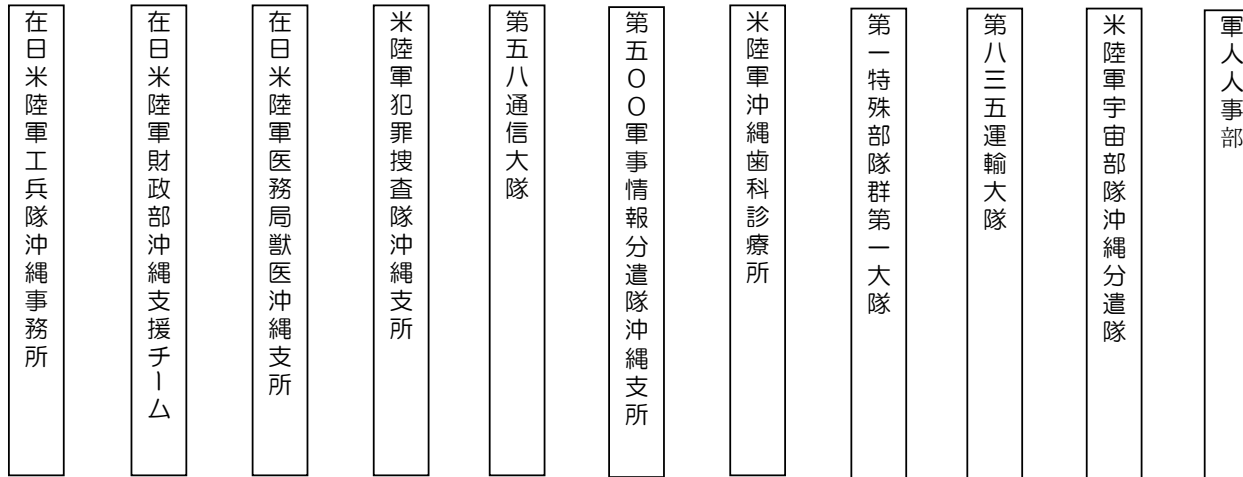 軍人人事部
米陸軍宇宙部隊沖縄分遣隊
第八三五運輸大隊
第一特殊部隊群第一大隊
米陸軍沖縄歯科診療所
第五〇〇軍事情報分遣隊沖縄支所
第五八通信大隊
米陸軍犯罪捜査隊沖縄支所
在日米陸軍医務局獣医沖縄支所
在日米陸軍財政部沖縄支援チーム
在日米陸軍工兵隊沖縄事務所